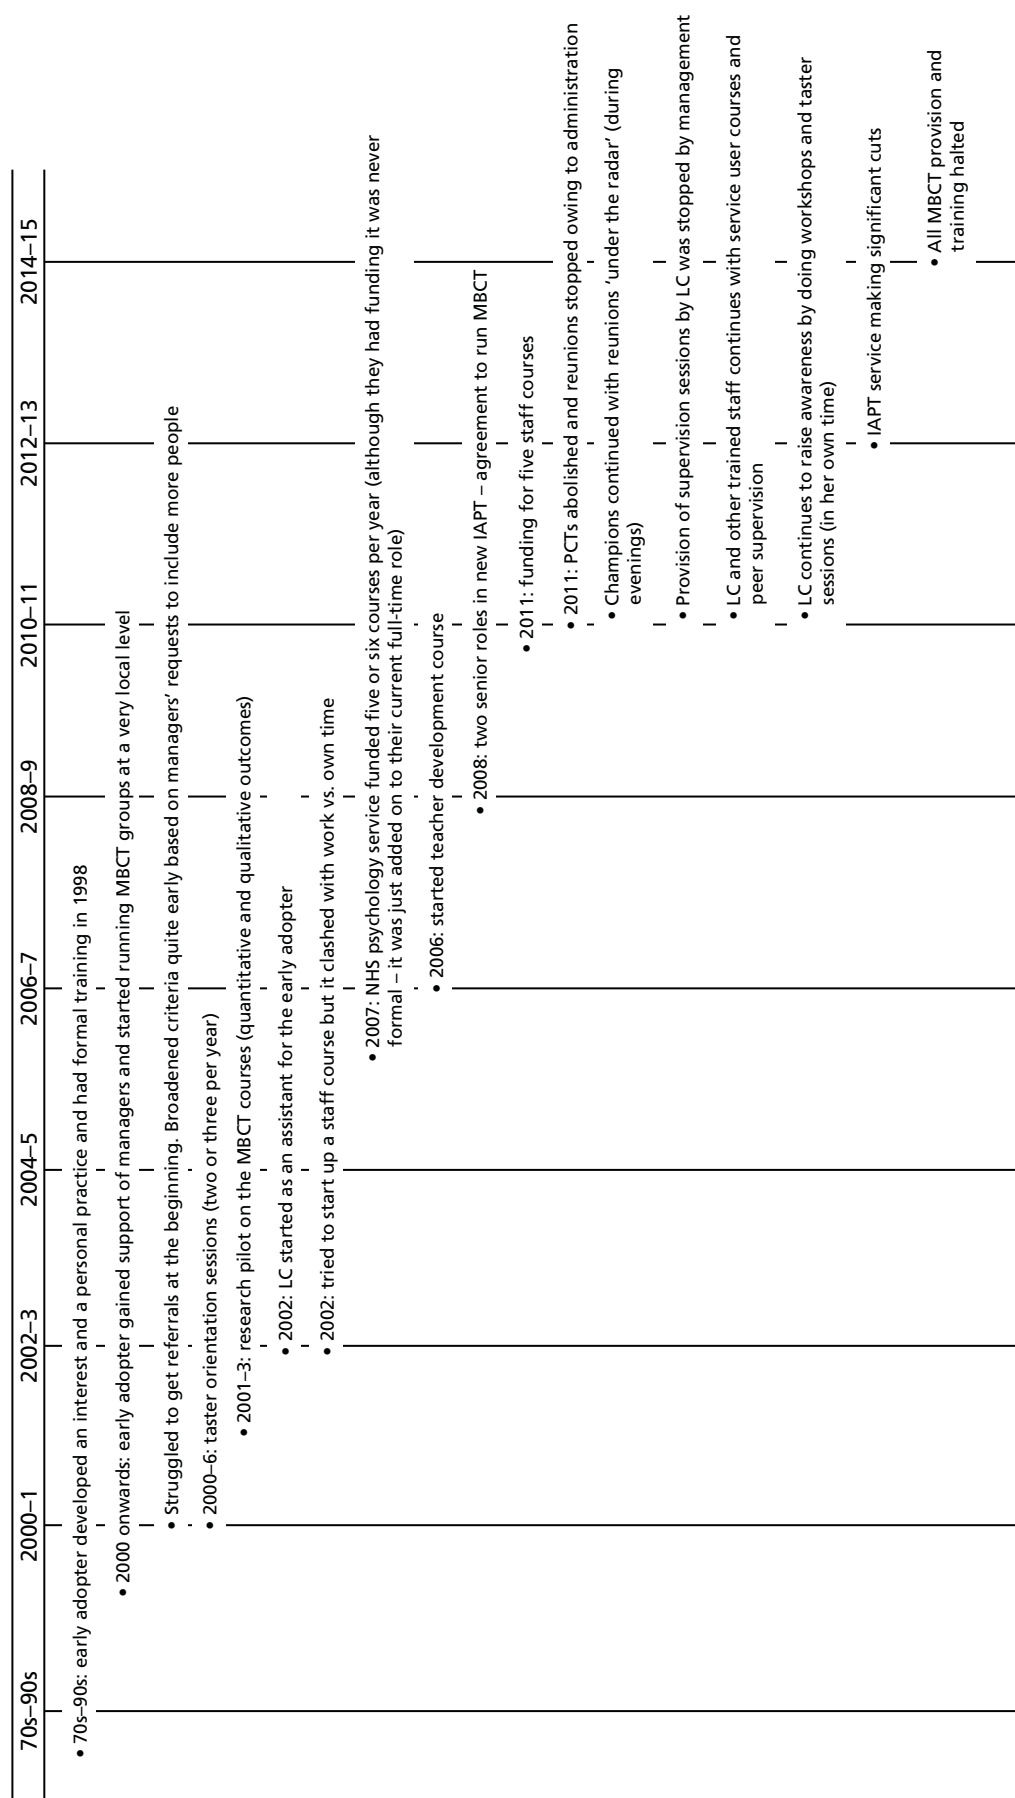 70s–90s
2000–1
2002–3
2004–5
2006–7
2008–9
2010–11
2012–13
2014–15
• 70s–90s: early adopter developed an interest and a personal practice and had formal training in 1998
• 2000 onwards: early adopter gained support of managers and started running MBCT groups at a very local level
• Struggled to get referrals at the beginning. Broadened criteria quite early based on managers’ requests to include more people
• 2000–6: taster orientation sessions (two or three per year)
• 2001–3: research pilot on the MBCT courses (quantitative and qualitative outcomes)
• 2002: LC started as an assistant for the early adopter
• 2002: tried to start up a staff course but it clashed with work vs. own time
• 2007: NHS psychology service funded five or six courses per year (although they had funding it was never
formal – it was just added on to their current full-time role)
• 2006: started teacher development course
• 2008: two senior roles in new IAPT – agreement to run MBCT
• 2011: funding for five staff courses
• 2011: PCTs abolished and reunions stopped owing to administration
• Champions continued with reunions ‘under the radar’ (during
evenings)
• Provision of supervision sessions by LC was stopped by management
• LC and other trained staff continues with service user courses and
peer supervision
• LC continues to raise awareness by doing workshops and taster
sessions (in her own time)
• IAPT service making significant cuts
• All MBCT provision and
training halted